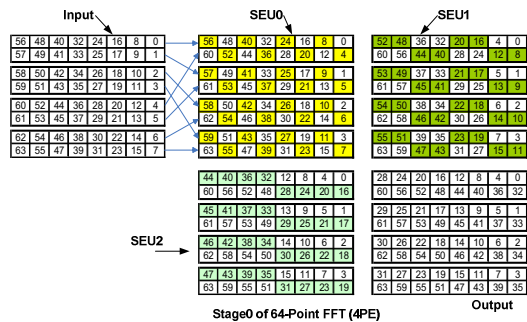 Input
56 48 40 32 24 16 8 0
57 49 41 33 25 17 9 1
58 50 42 34 26 18 10 2
59 51 43 35 27 19 11 3
60 52 44 36 28 20 12 4
61 53 45 37 29 21 13 5
62 54 46 38 30 22 14 6
63 55 47 39 31 23 15 7
SEU0
56 48 40 32 24 16 8 0
60 52 44 36 28 20 12 4
57 49 41 33 25 17 9 1
61 53 45 37 29 21 13 5
58 50 42 34 26 18 10 2
62 54 46 38 30 22 14 6
59 51 43 35 27 19 11 3
63 55 47 39 31 23 15 7
SEU1
52 48 36 32 20 16 4 0
60 56 44 40 28 24 12 8
53 49 37 33 21 17 5 1
61 57 45 41 29 25 13 9
54 50 38 34 22 18 6 2
62 58 46 42 30 26 14 10
55 51 39 35 23 19 7 3
63 59 47 43 31 27 15 11
SEU2
44 40 36 32 12 8 4 0
60 56 52 48 28 24 20 16
45 41 37 33 13 9 5 1
61 57 53 49 29 25 21 17
46 42 38 34 14 10 6 2
62 58 54 50 30 26 22 18
47 43 39 35 15 11 7 3
63 59 55 51 31 27 23 19
28 24 20 16 12 8 4 0
60 56 52 48 44 40 36 32
29 25 21 17 13 9 5 1
61 57 53 49 45 41 37 33
30 26 22 18 14 10 6 2
62 58 54 50 46 42 38 34
31 27 23 19 15 11 7 3
63 59 55 51 47 43 39 35
Output
Stage0 of 64-Point FFT (4PE)